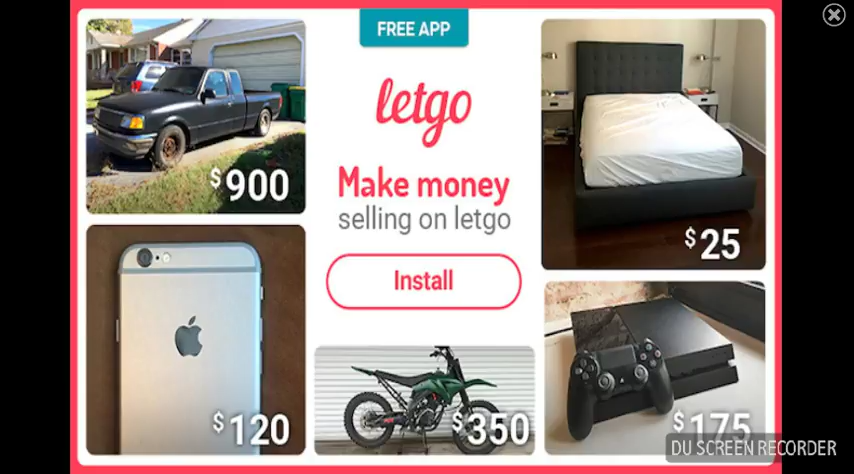 FREE APP
letgo
Make money
selling on letgo
Install
$900
$25
$120
$350
$175
DU SCREEN RECORDER